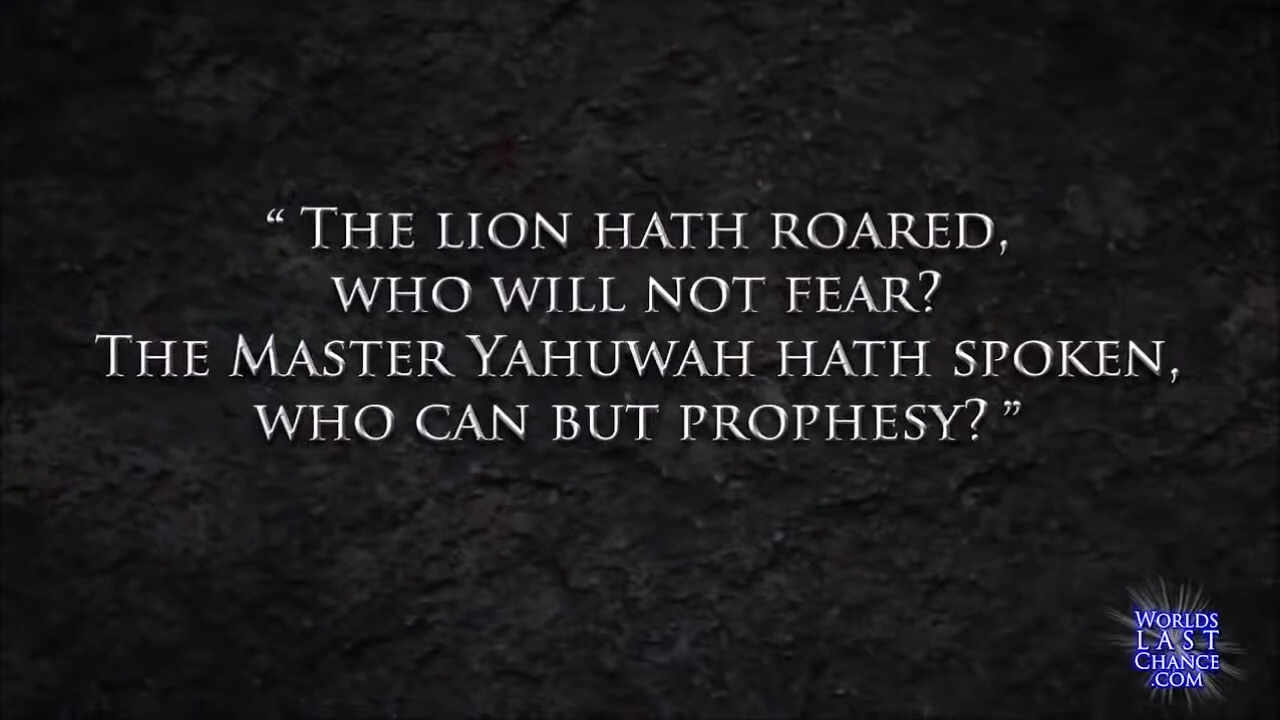 “ The lion hath roared,
who will not fear?
The Master Yahuwah hath spoken,
who can but prophesy? ”
Worlds
Last
Chance
.com